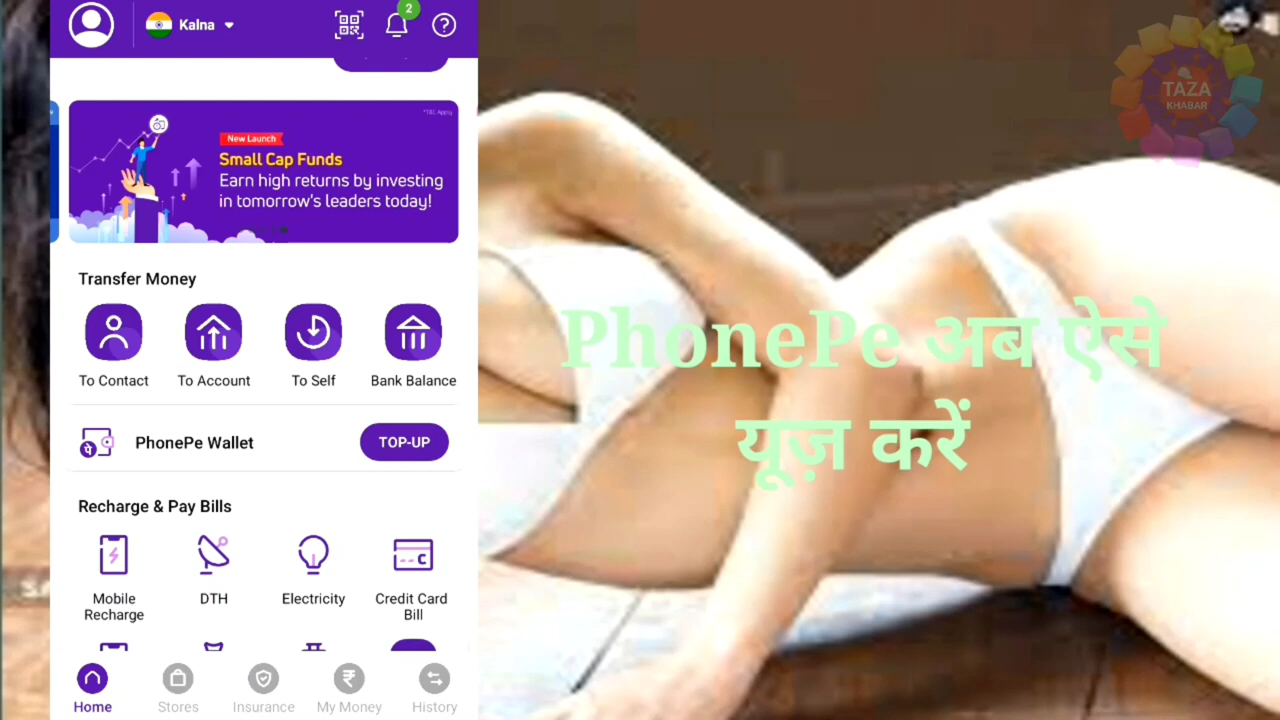 Kalna
2
*T&C Apply
New Launch
Small Cap Funds
Earn high returns by investing
in tomorrow's leaders today!
Transfer Money
To Contact
To Account
To Self
Bank Balance
PhonePe Wallet
TOP-UP
Recharge & Pay Bills
Mobile
Recharge
DTH
Electricity
Credit Card
Bill
Home
Stores
Insurance
My Money
History
PhonePe अब ऐसे
यूज़ करें
TAZA
KHABAR